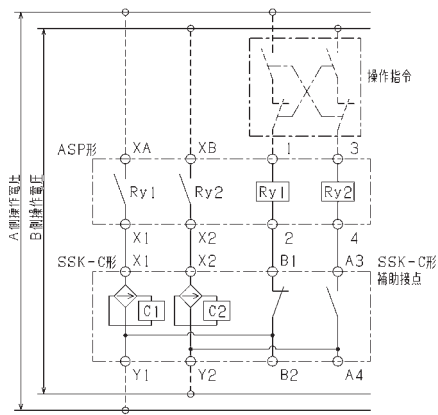 操作指令
ASP形 XA XB 1 3
Ry1 Ry2 Ry1 Ry2
X1 X2 2 4
SSK-C形 X1 X2 B1 A3 SSK-C形
補助接点
C1 C2
Y1 Y2 B2 A4
A側操作電圧
B側操作電圧